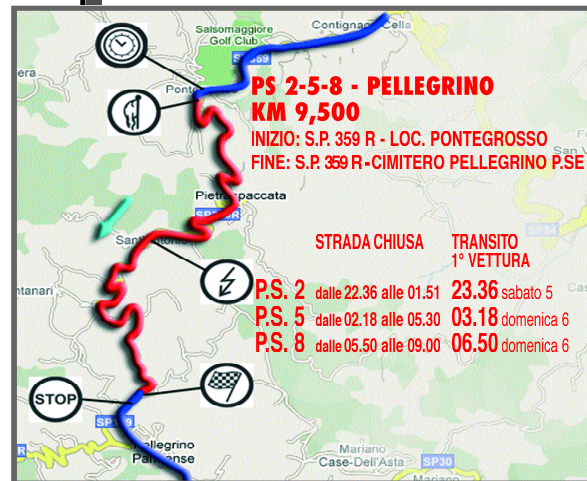 Contignaco
Cella
Salsomaggiore
Golf Club
PS 2-5-8 - PELLEGRINO
KM 9,500
INIZIO: S.P. 359 R - LOC. PONTEGROSSO
FINE: S.P. 359 R - CIMITERO PELLEGRINO P.SE
Pietraspaccata
SP54
STRADA CHIUSA
TRANSITO
1° VETTURA
P.S. 2 dalle 22.36 alle 01.51 23.36 sabato 5
P.S. 5 dalle 02.18 alle 05.30 03.18 domenica 6
P.S. 8 dalle 05.50 alle 09.00 06.50 domenica 6
STOP
Pellegrino
Parmense
Mariano
Case-Dell'Asta
SP30
Mariano